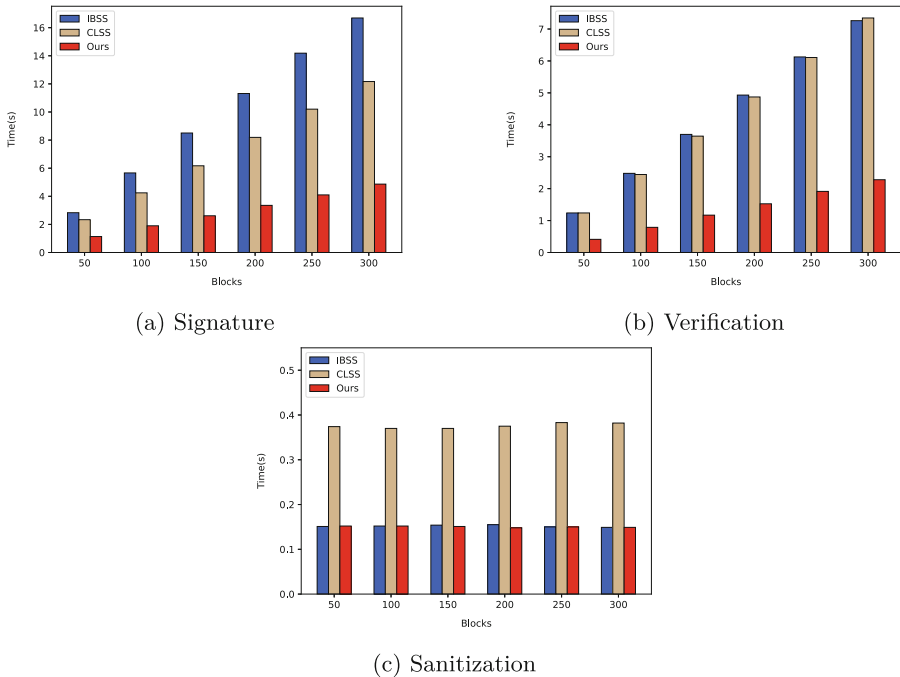 16
14
12
10
8
6
4
2
0
Time(s)
IBSS
CLSS
Ours
50 100 150 200 250 300
Blocks
(a) Signature
7
6
5
4
3
2
1
0
Time(s)
IBSS
CLSS
Ours
50 100 150 200 250 300
Blocks
(b) Verification
0.5
0.4
0.3
0.2
0.1
0.0
Time(s)
IBSS
CLSS
Ours
50 100 150 200 250 300
Blocks
(c) Sanitization